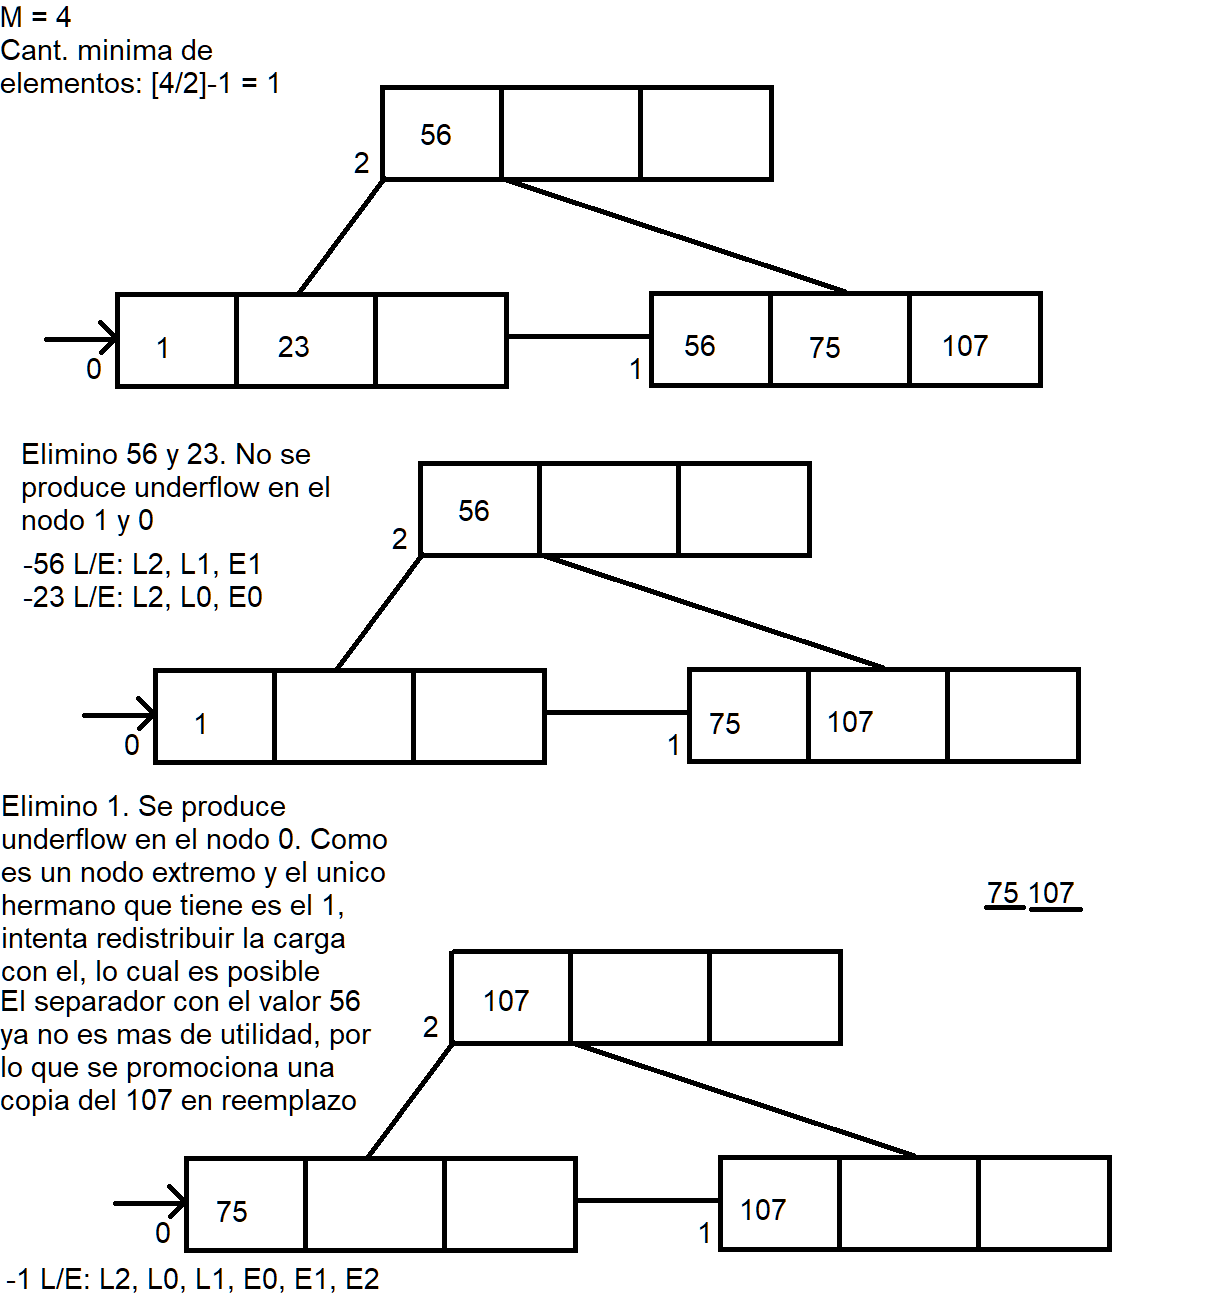 M = 4
Cant. minima de
elementos: [4/2]-1 = 1
56
2
1
23
0
56
75
107
1
Elimino 56 y 23. No se
produce underflow en el
nodo 1 y 0
-56 L/E: L2, L1, E1
-23 L/E: L2, L0, E0
56
2
1
0
75
107
1
Elimino 1. Se produce
underflow en el nodo 0. Como
es un nodo extremo y el unico
hermano que tiene es el 1,
intenta redistribuir la carga
con el, lo cual es posible
El separador con el valor 56
ya no es mas de utilidad, por
lo que se promociona una
copia del 107 en reemplazo
75 107
107
2
75
0
107
1
-1 L/E: L2, L0, L1, E0, E1, E2